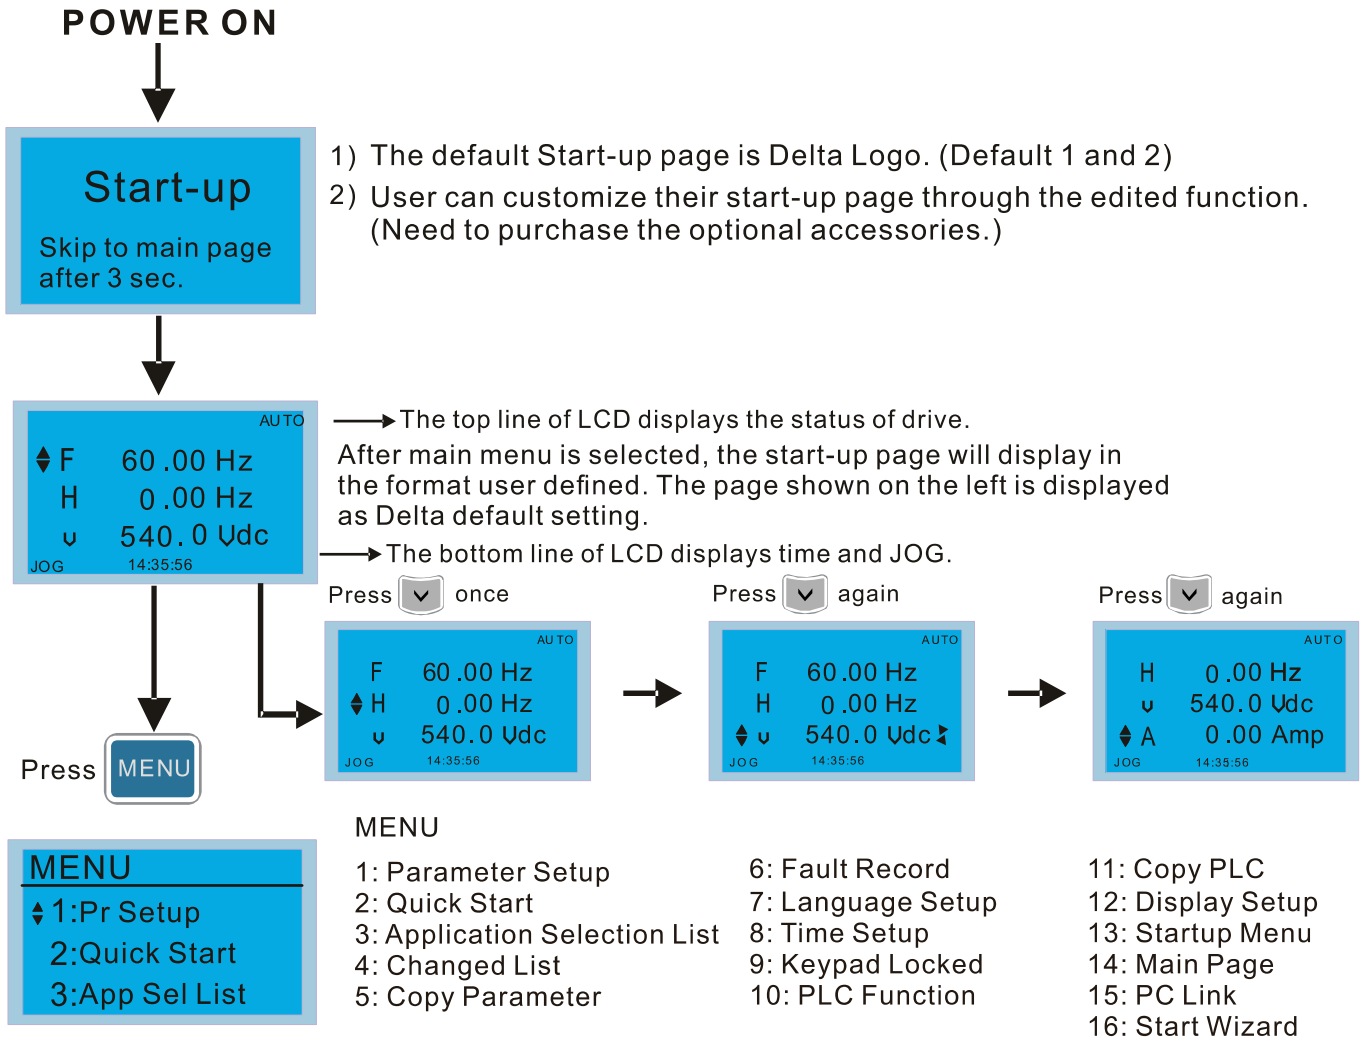 POWER ON
Start-up
Skip to main page
after 3 sec.
1) The default Start-up page is Delta Logo. (Default 1 and 2)
2) User can customize their start-up page through the edited function.
(Need to purchase the optional accessories.)
AUTO
F 60.00 Hz
H 0.00 Hz
v 540.0 Vdc
JOG 14:35:56
The top line of LCD displays the status of drive.
After main menu is selected, the start-up page will display in
the format user defined. The page shown on the left is displayed
as Delta default setting.
The bottom line of LCD displays time and JOG.
Press once
AUTO
F 60.00 Hz
H 0.00 Hz
v 540.0 Vdc
JOG 14:35:56
Press again
AUTO
F 60.00 Hz
H 0.00 Hz
v 540.0 Vdc
JOG 14:35:56
Press again
AUTO
H 0.00 Hz
v 540.0 Vdc
A 0.00 Amp
JOG 14:35:56
Press MENU
MENU
1:Pr Setup
2:Quick Start
3:App Sel List
MENU
1: Parameter Setup
2: Quick Start
3: Application Selection List
4: Changed List
5: Copy Parameter
6: Fault Record
7: Language Setup
8: Time Setup
9: Keypad Locked
10: PLC Function
11: Copy PLC
12: Display Setup
13: Startup Menu
14: Main Page
15: PC Link
16: Start Wizard